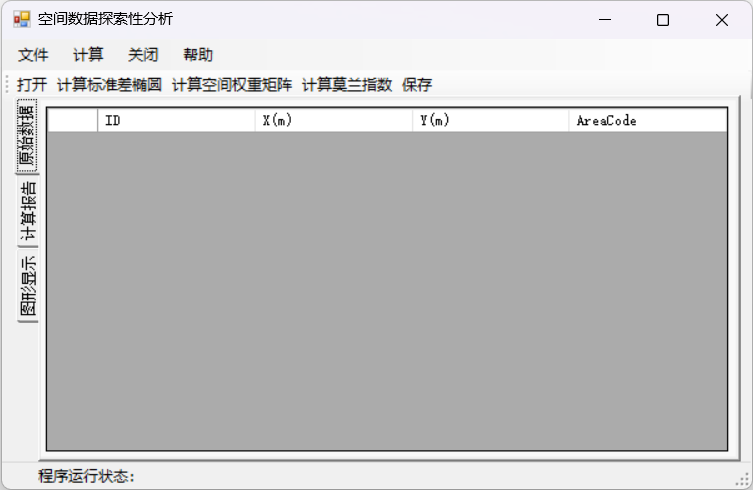 空间数据探索性分析
文件 计算 关闭 帮助
打开 计算标准差椭圆 计算空间权重矩阵 计算莫兰指数 保存
原始数据
计算报告
图形显示
ID X(m) Y(m) AreaCode
程序运行状态: